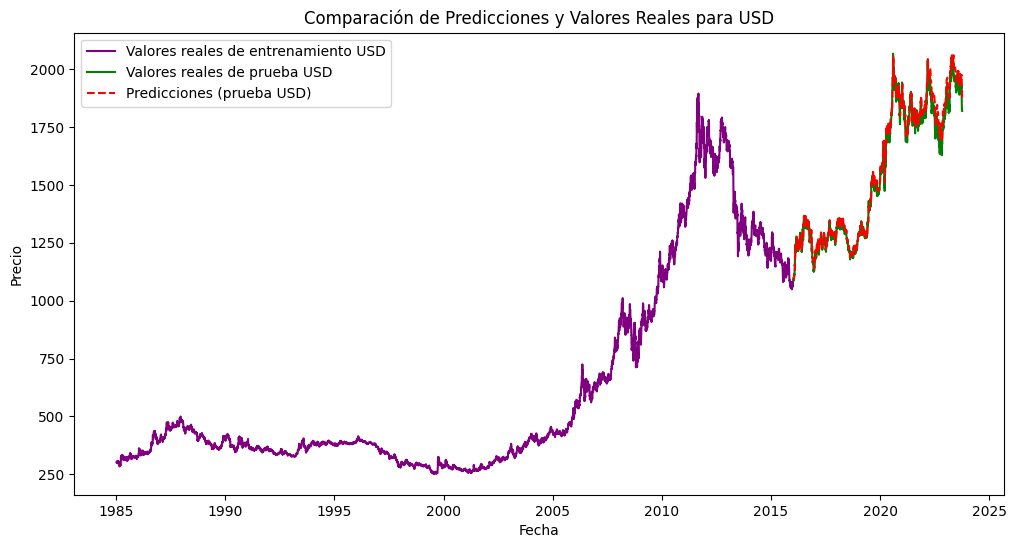 Comparación de Predicciones y Valores Reales para USD
Valores reales de entrenamiento USD
Valores reales de prueba USD
Predicciones (prueba USD)
Precio
2000
1750
1500
1250
1000
750
500
250
1985 1990 1995 2000 2005 2010 2015 2020 2025
Fecha